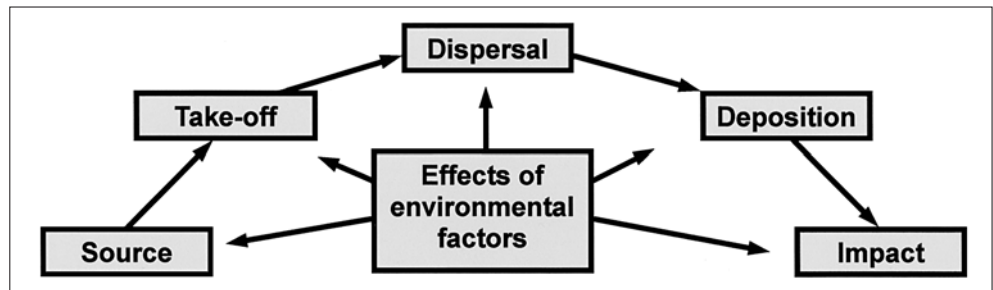 Dispersal
Take-off
Deposition
Effects of
environmental
factors
Source
Impact